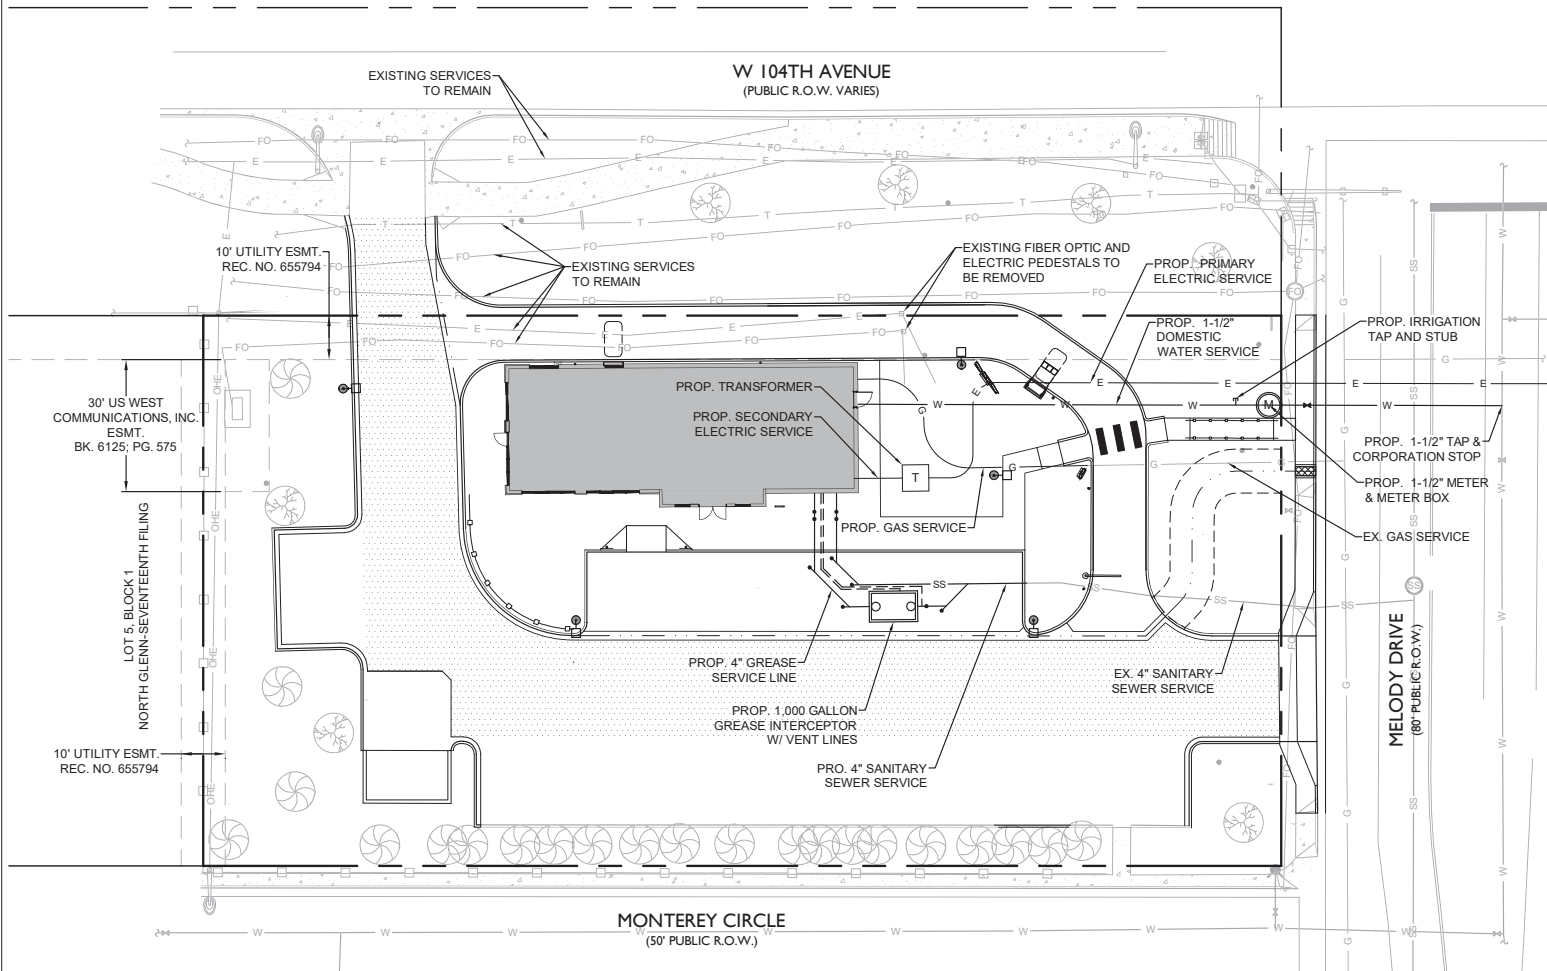 W 104TH AVENUE
(PUBLIC R.O.W. VARIES)
EXISTING SERVICES
TO REMAIN
10' UTILITY ESMT.
REC. NO. 655794
EXISTING SERVICES
TO REMAIN
EXISTING FIBER OPTIC AND
ELECTRIC PEDESTALS TO
BE REMOVED
PROP. PRIMARY
ELECTRIC SERVICE
PROP. 1-1/2"
DOMESTIC
WATER SERVICE
PROP. IRRIGATION
TAP AND STUB
30' US WEST
COMMUNICATIONS, INC.
ESMT.
BK. 6125; PG. 575
PROP. TRANSFORMER
PROP. SECONDARY
ELECTRIC SERVICE
T
M
PROP. 1-1/2" TAP &
CORPORATION STOP
PROP. 1-1/2" METER
& METER BOX
PROP. GAS SERVICE
EX. GAS SERVICE
LOT 5, BLOCK 1
NORTH GLENN-SEVENTEENTH FILING
PROP. 4" GREASE
SERVICE LINE
EX. 4" SANITARY
SEWER SERVICE
MELODY DRIVE
(80' PUBLIC R.O.W.)
PROP. 1,000 GALLON
GREASE INTERCEPTOR
W/ VENT LINES
10' UTILITY ESMT.
REC. NO. 655794
PRO. 4" SANITARY
SEWER SERVICE
MONTEREY CIRCLE
(50' PUBLIC R.O.W.)